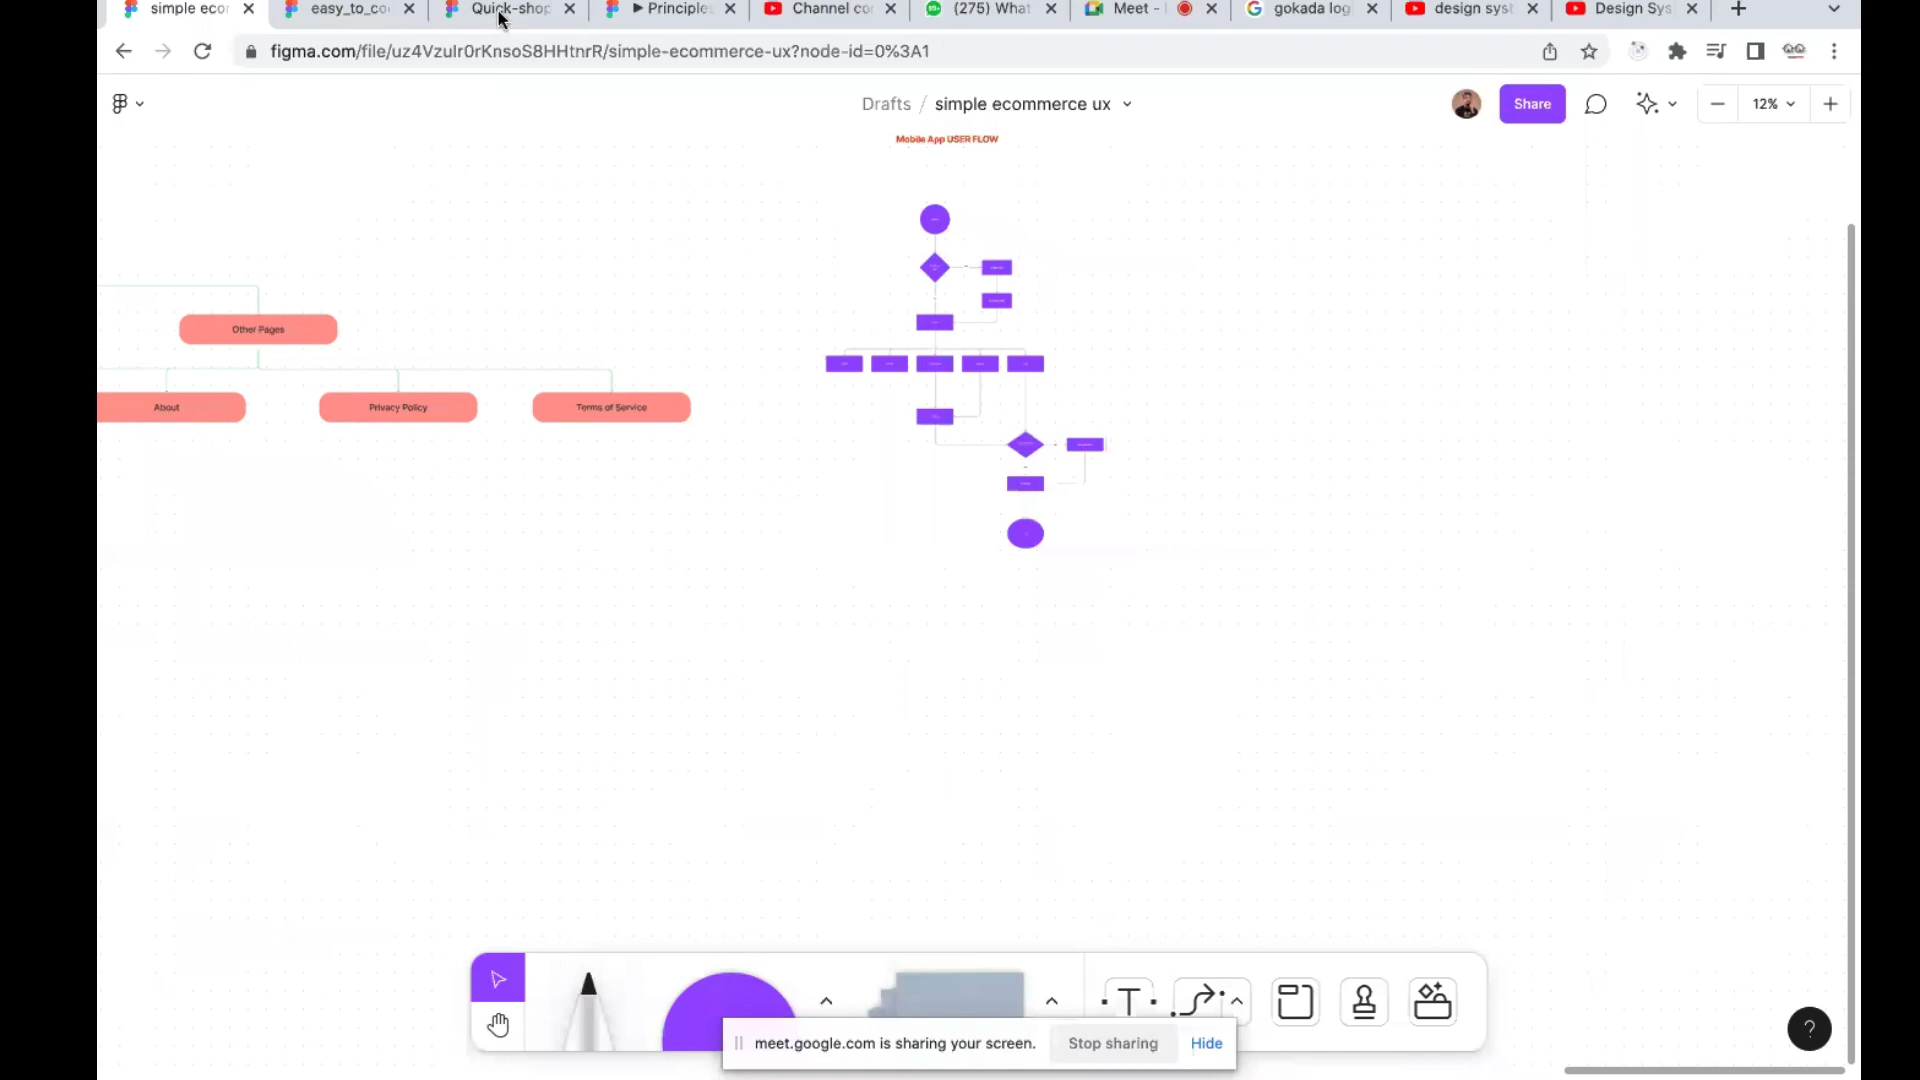 simple ecor
easy_to_co
Quick-shop
Principle
Channel co
(275) What
Meet -
gokada log
design syst
Design Sys
figma.com/file/uz4Vzulr0rKnsoS8HHtnrR/simple-ecommerce-ux?node-id=0%3A1
Drafts / simple ecommerce ux
Share
12%
Mobile App USER FLOW
Other Pages
About
Privacy Policy
Terms of Service
T
meet.google.com is sharing your screen.
Stop sharing
Hide
?